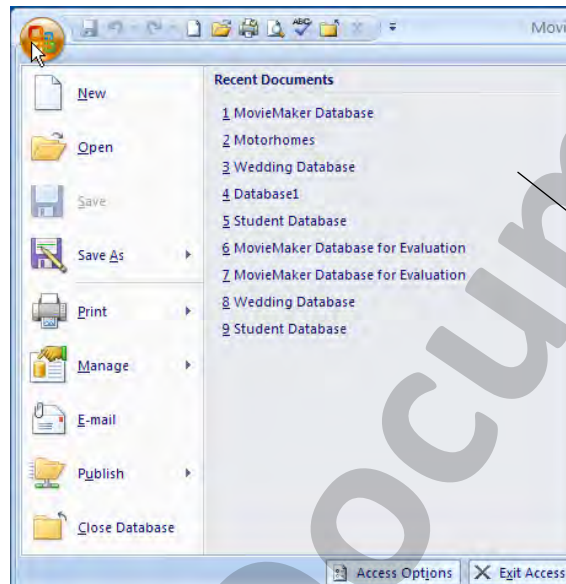 ABC
Movi
New
Open
Save
Save As
Print
Manage
E-mail
Publish
Close Database
Recent Documents
1 MovieMaker Database
2 Motorhomes
3 Wedding Database
4 Database1
5 Student Database
6 MovieMaker Database for Evaluation
7 MovieMaker Database for Evaluation
8 Wedding Database
9 Student Database
Access Options
Exit Access
ocum